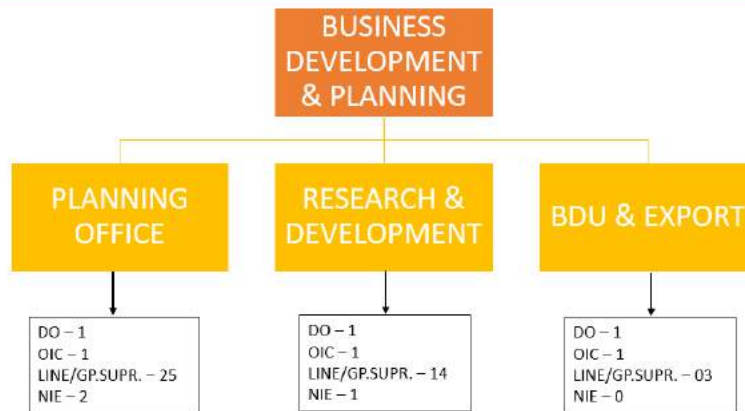 BUSINESS
DEVELOPMENT
& PLANNING
PLANNING
OFFICE
RESEARCH &
DEVELOPMENT
BDU & EXPORT
DO – 1
OIC – 1
LINE/GP.SUPR. – 25
NIE – 2
DO – 1
OIC – 1
LINE/GP.SUPR. – 14
NIE – 1
DO – 1
OIC – 1
LINE/GP.SUPR. – 03
NIE – 0